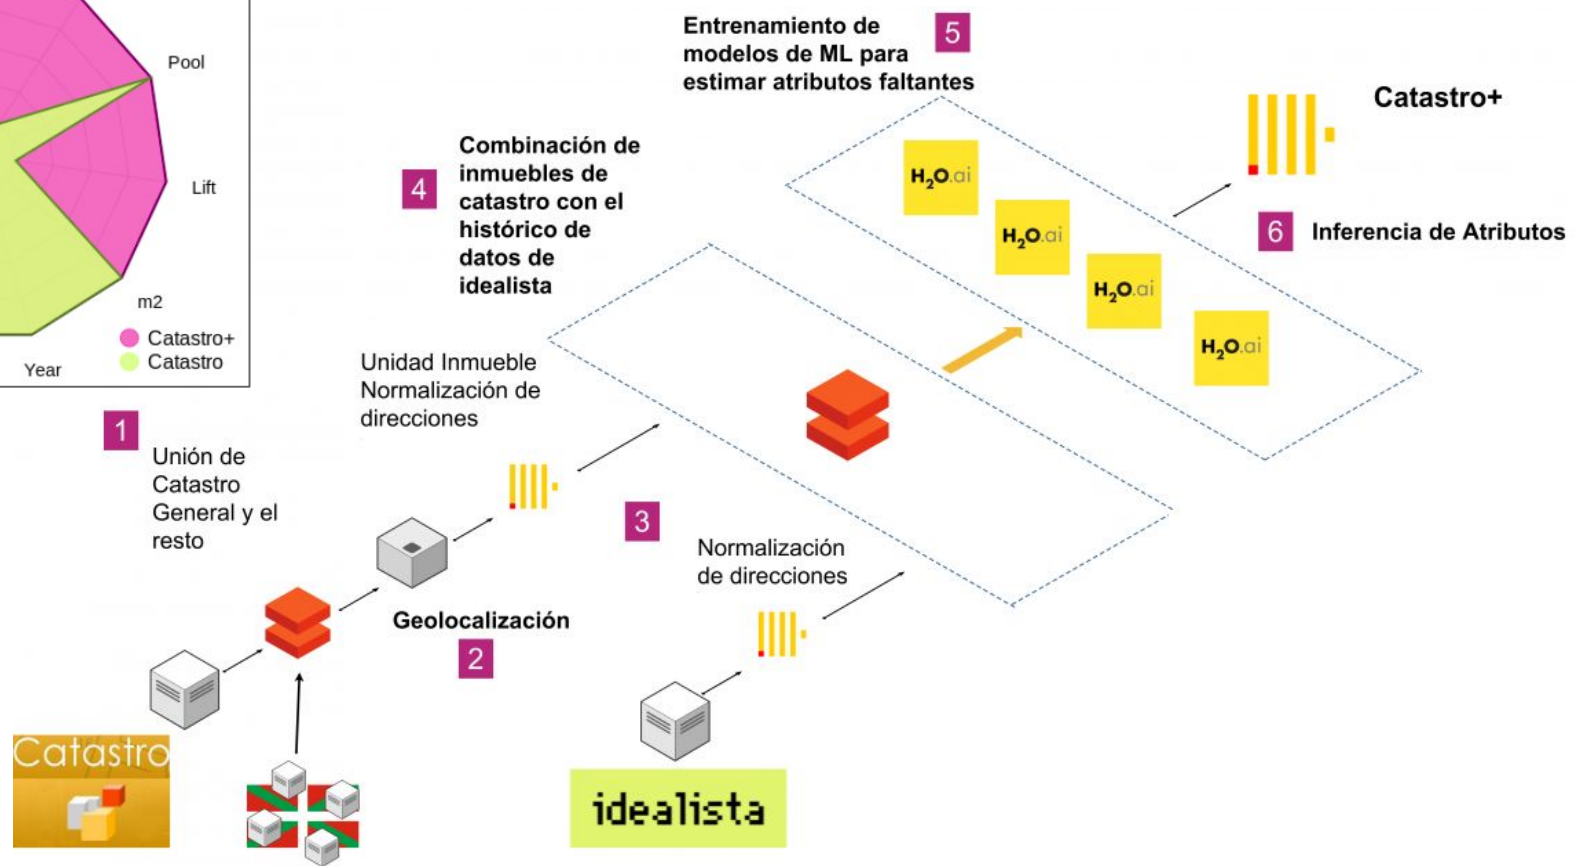 Pool
Lift
m2
Catastro+
Catastro
Year
5
Entrenamiento de
modelos de ML para
estimar atributos faltantes
Catastro+
4
Combinación de
inmuebles de
catastro con el
histórico de
datos de
idealista
H2O.ai
H2O.ai
H2O.ai
H2O.ai
6
Inferencia de Atributos
Unidad Inmueble
Normalización de
direcciones
1
Unión de
Catastro
General y el
resto
3
Normalización
de direcciones
Geolocalización
2
Catastro
idealista